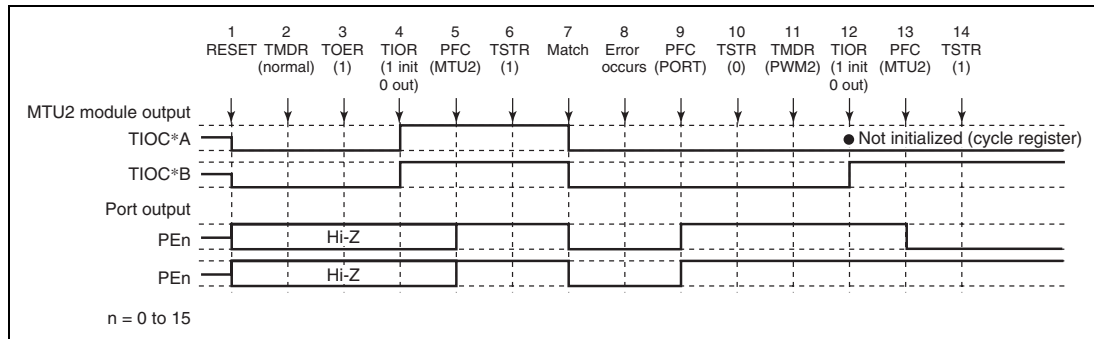 1 2 3 4 5 6 7 8 9 10 11 12 13 14
RESET TMDR TOER TIOR PFC TSTR Match Error PFC TSTR TMDR TIOR PFC TSTR
(normal) (1) (1 init (MTU2) (1) occurs (PORT) (0) (PWM2) (1 init (MTU2) (1)
0 out) 0 out)
MTU2 module output
TIOC*A
● Not initialized (cycle register)
TIOC*B
Port output
PEn Hi-Z
PEn Hi-Z
n = 0 to 15